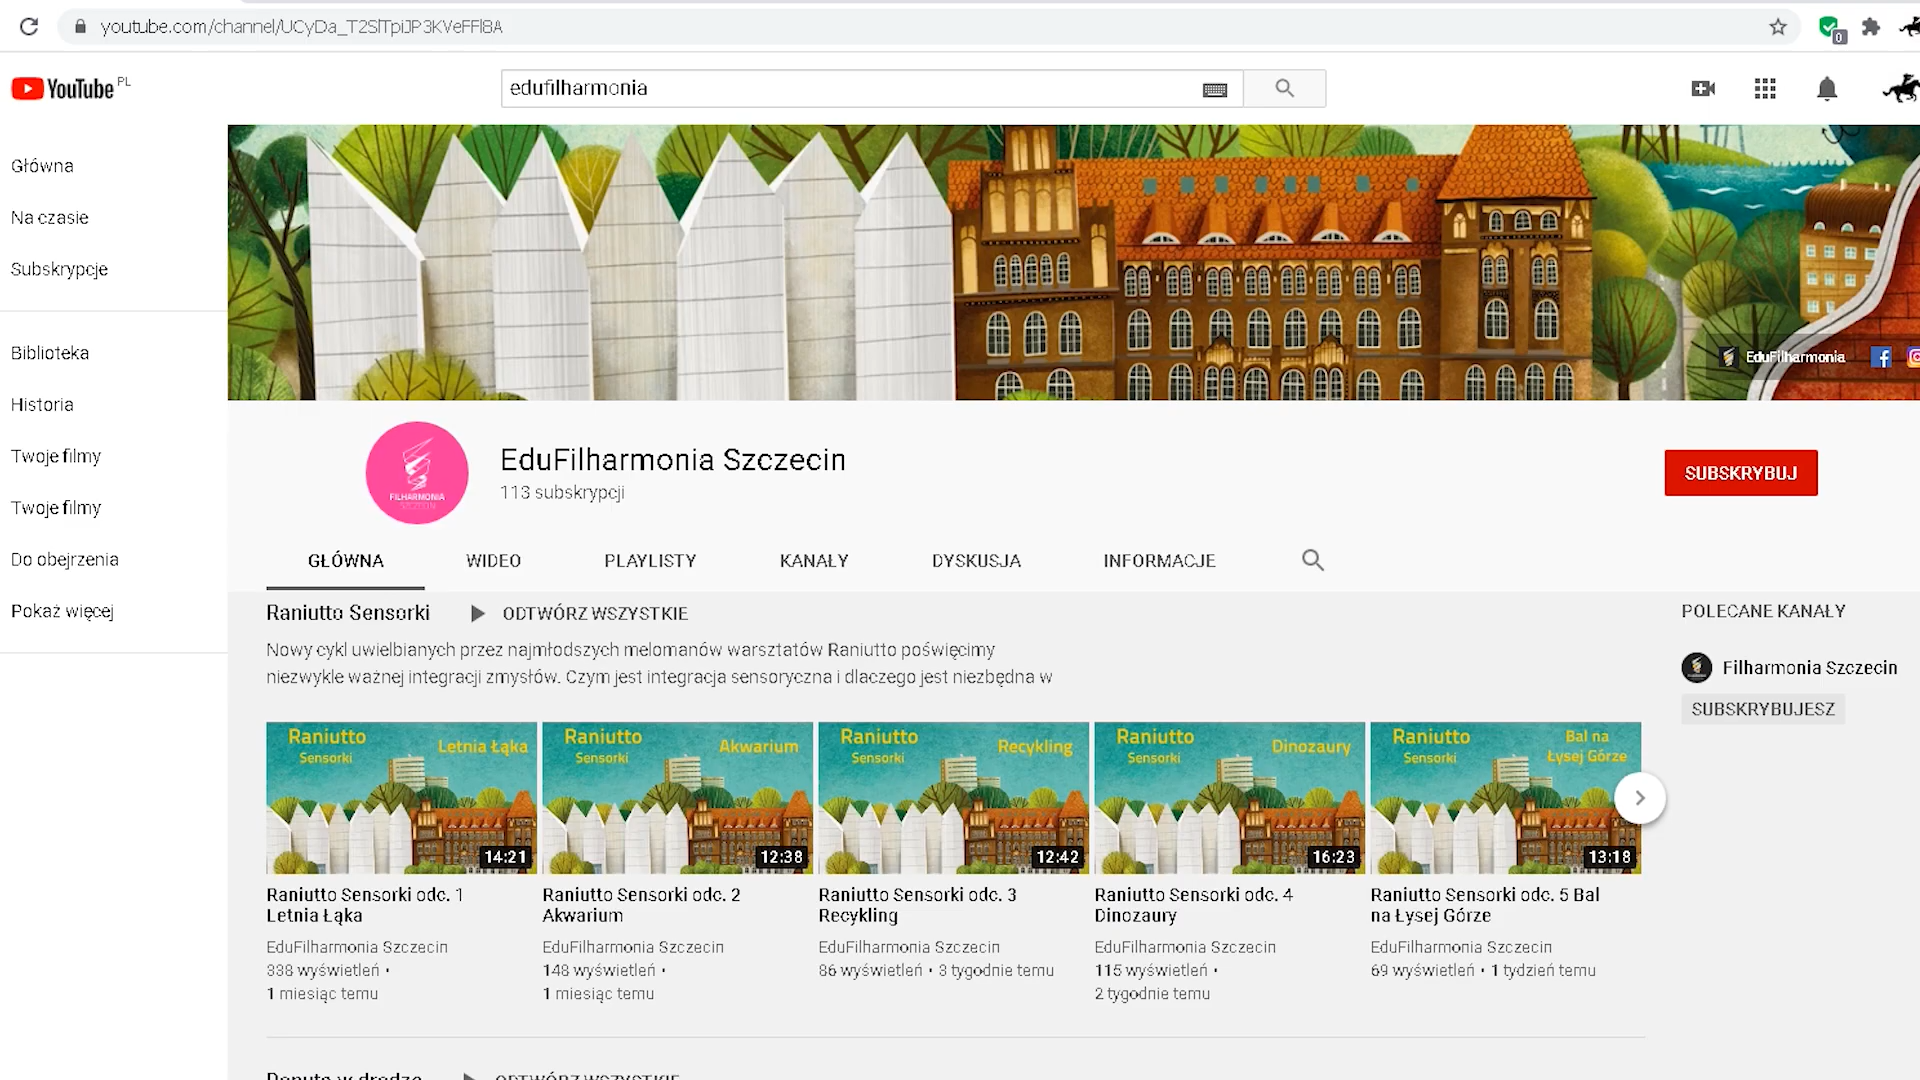 youtube.com/channel/UCyDa_T2SlTpiJP3KVeFFl8A
0
YouTube PL
edufilharmonia
Główna
Na czasie
Subskrypcje
Biblioteka
Historia
Twoje filmy
Twoje filmy
Do obejrzenia
Pokaż więcej
EduFilharmonia
FILHARMONIA
SZCZECIN
EduFilharmonia Szczecin
113 subskrypcji
SUBSKRYBUJ
GŁÓWNA WIDEO PLAYLISTY KANAŁY DYSKUSJA INFORMACJE
Raniutto Sensorki ODTWÓRZ WSZYSTKIE
Nowy cykl uwielbianych przez najmłodszych melomanów warsztatów Raniutto poświęcimy
niezwykle ważnej integracji zmysłów. Czym jest integracja sensoryczna i dlaczego jest niezbędna w
POLECANE KANAŁY
Filharmonia Szczecin
SUBSKRYBUJESZ
Raniutto
Sensorki
Letnia Łąka
14:21
Raniutto
Sensorki
Akwarium
12:38
Raniutto
Sensorki
Recykling
12:42
Raniutto
Sensorki
Dinozaury
16:23
Raniutto
Sensorki
Bal na
Łysej Górze
13:18
Raniutto Sensorki odc. 1
Letnia Łąka
EduFilharmonia Szczecin
338 wyświetleń •
1 miesiąc temu
Raniutto Sensorki odc. 2
Akwarium
EduFilharmonia Szczecin
148 wyświetleń •
1 miesiąc temu
Raniutto Sensorki odc. 3
Recykling
EduFilharmonia Szczecin
86 wyświetleń • 3 tygodnie temu
Raniutto Sensorki odc. 4
Dinozaury
EduFilharmonia Szczecin
115 wyświetleń •
2 tygodnie temu
Raniutto Sensorki odc. 5 Bal
na Łysej Górze
EduFilharmonia Szczecin
69 wyświetleń • 1 tydzień temu
ODTWÓRZ WSZYSTKIE